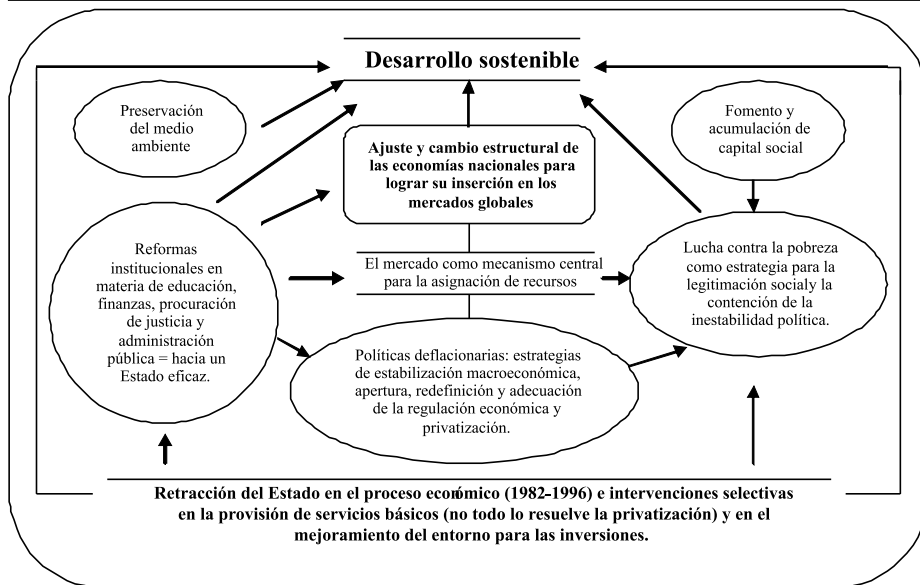 Desarrollo sostenible
Preservación
del medio
ambiente
Fomento y
acumulación de
capital social
Ajuste y cambio estructural de
las economías nacionales para
lograr su inserción en los
mercados globales
Reformas
institucionales en
materia de educación,
finanzas, procuración
de justicia y
administración
pública = hacia un
Estado eficaz.
El mercado como mecanismo central
para la asignación de recursos
Lucha contra la pobreza
como estrategia para la
legitimación socialy la
contención de la
inestabilidad política.
Políticas deflacionarias: estrategias
de estabilización macroeconómica,
apertura, redefinición y adecuación
de la regulación económica y
privatización.
Retracción del Estado en el proceso económico (1982-1996) e intervenciones selectivas
en la provisión de servicios básicos (no todo lo resuelve la privatización) y en el
mejoramiento del entorno para las inversiones.